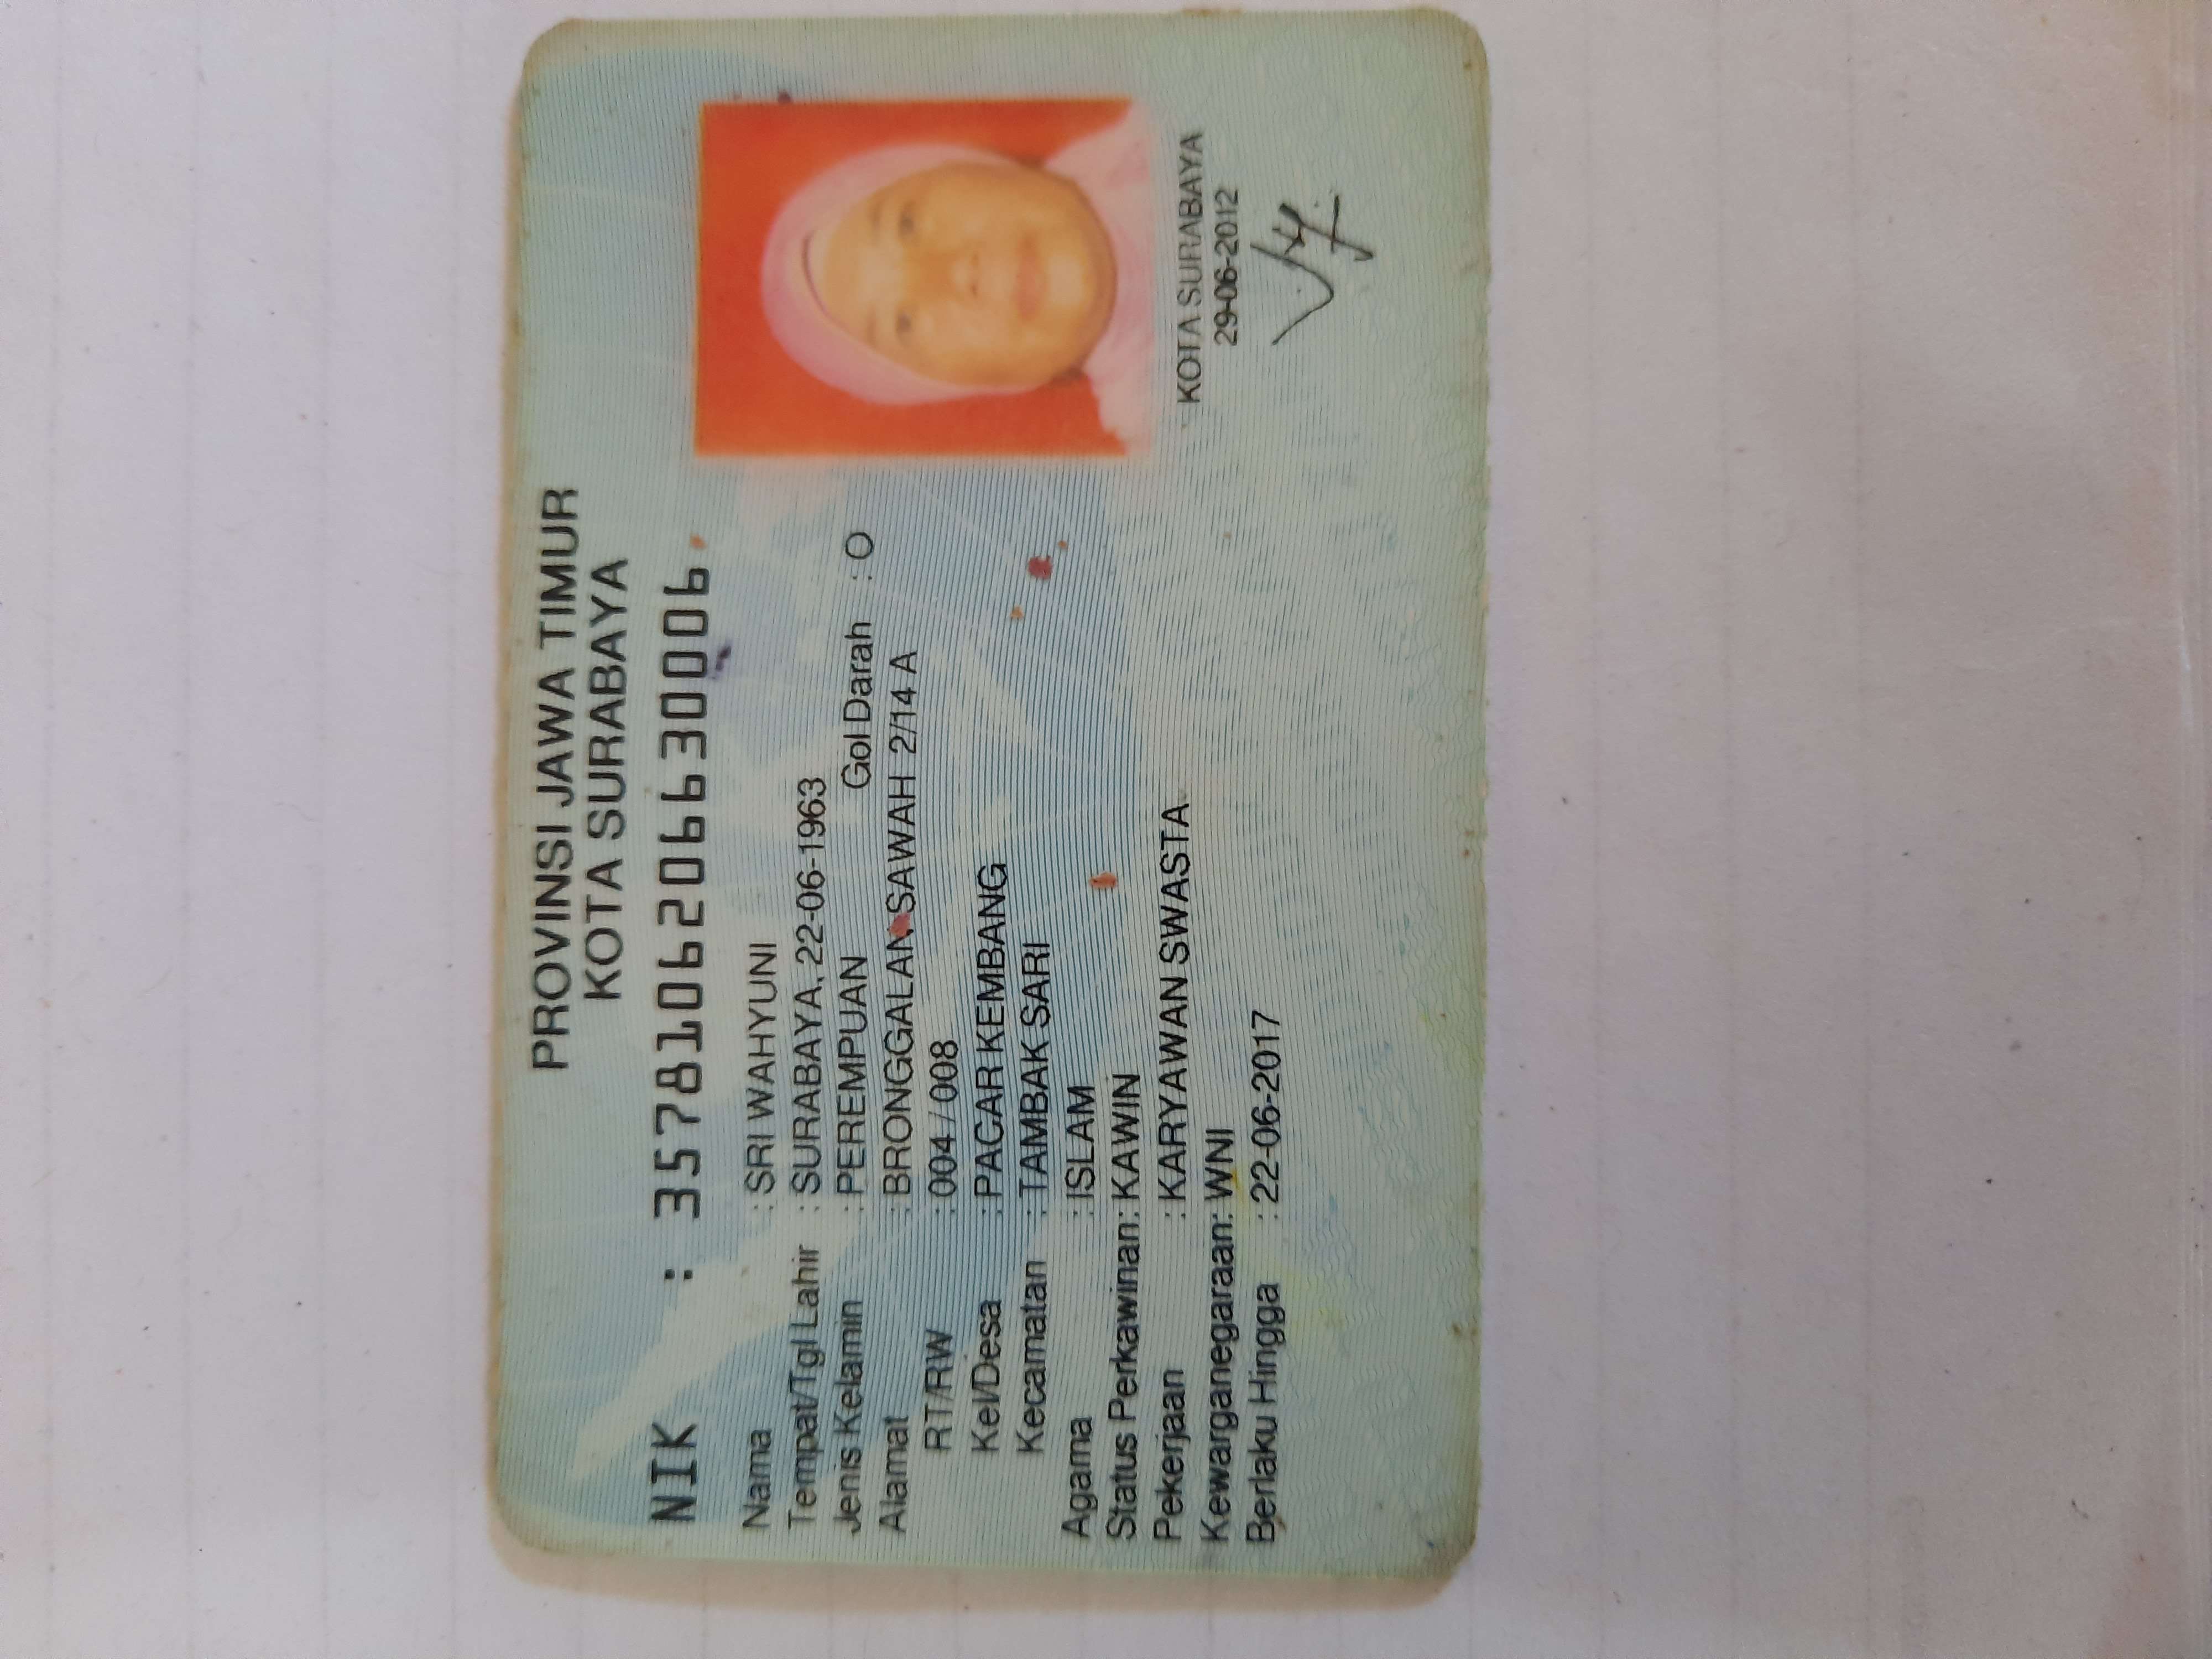 PROVINSI JAWA TIMUR
KOTA SURABAYA
NIK : 3578106206630006
Nama : SRI WAHYUNI
Tempat/Tgl Lahir : SURABAYA, 22-06-1963
Jenis Kelamin : PEREMPUAN Gol Darah : O
Alamat : BRONGGALAN SAWAH 2/14 A
RT/RW : 004 / 008
Kel/Desa : PACAR KEMBANG
Kecamatan : TAMBAK SARI
Agama : ISLAM
Status Perkawinan: KAWIN
Pekerjaan : KARYAWAN SWASTA
Kewarganegaraan: WNI
Berlaku Hingga : 22-06-2017
KOTA SURABAYA
29-06-2012